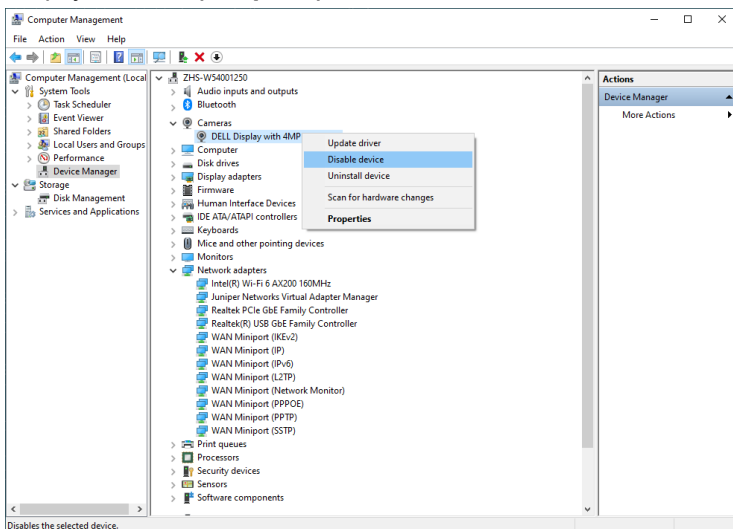 Computer Management
File Action View Help
Computer Management (Local
System Tools
Task Scheduler
Event Viewer
Shared Folders
Local Users and Groups
Performance
Device Manager
Storage
Disk Management
Services and Applications
ZHS-W54001250
Audio inputs and outputs
Bluetooth
Cameras
DELL Display with 4MP
Computer
Disk drives
Display adapters
Firmware
Human Interface Devices
IDE ATA/ATAPI controllers
Keyboards
Mice and other pointing devices
Monitors
Network adapters
Intel(R) Wi-Fi 6 AX200 160MHz
Juniper Networks Virtual Adapter Manager
Realtek PCIe GbE Family Controller
Realtek(R) USB GbE Family Controller
WAN Miniport (IKEv2)
WAN Miniport (IP)
WAN Miniport (IPv6)
WAN Miniport (L2TP)
WAN Miniport (Network Monitor)
WAN Miniport (PPPOE)
WAN Miniport (PPTP)
WAN Miniport (SSTP)
Print queues
Processors
Security devices
Sensors
Software components
Update driver
Disable device
Uninstall device
Scan for hardware changes
Properties
Actions
Device Manager
More Actions
Disables the selected device.